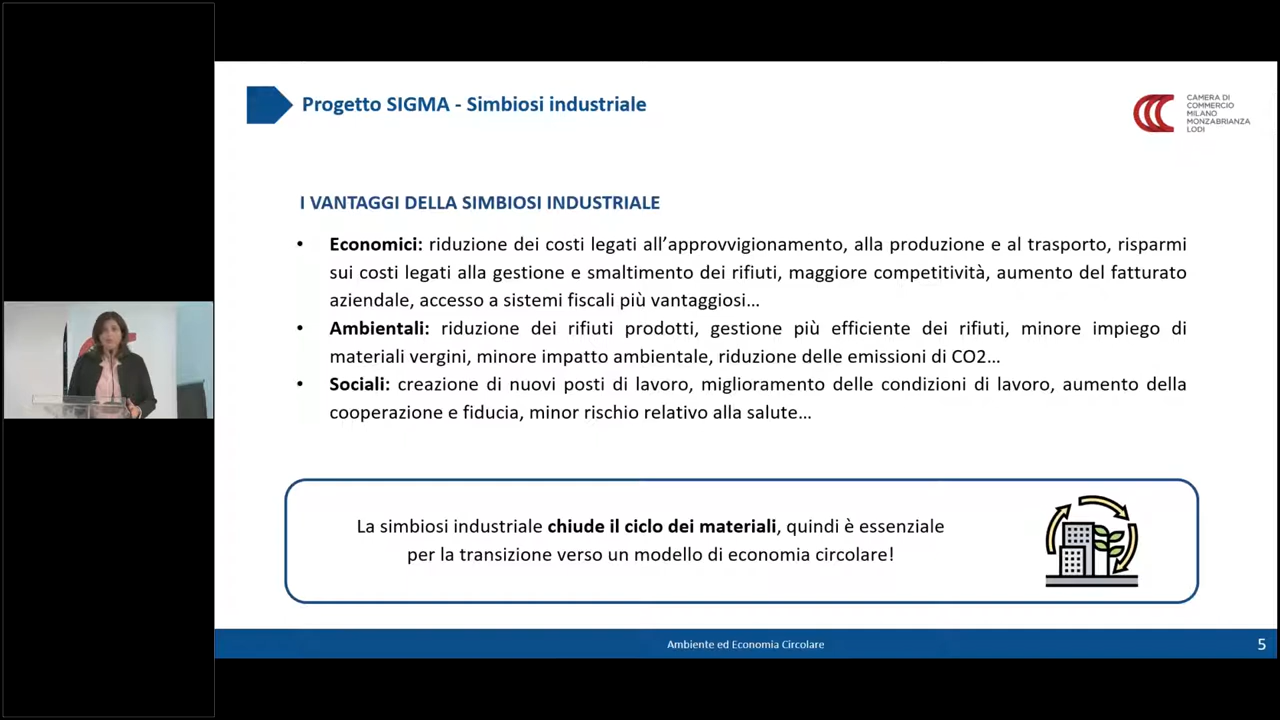 Progetto SIGMA - Simbiosi industriale
CAMERA DI
COMMERCIO
MILANO
MONZABRIANZA
LODI
I VANTAGGI DELLA SIMBIOSI INDUSTRIALE
• Economici: riduzione dei costi legati all’approvvigionamento, alla produzione e al trasporto, risparmi
sui costi legati alla gestione e smaltimento dei rifiuti, maggiore competitività, aumento del fatturato
aziendale, accesso a sistemi fiscali più vantaggiosi…
• Ambientali: riduzione dei rifiuti prodotti, gestione più efficiente dei rifiuti, minore impiego di
materiali vergini, minore impatto ambientale, riduzione delle emissioni di CO2…
• Sociali: creazione di nuovi posti di lavoro, miglioramento delle condizioni di lavoro, aumento della
cooperazione e fiducia, minor rischio relativo alla salute…
La simbiosi industriale chiude il ciclo dei materiali, quindi è essenziale
per la transizione verso un modello di economia circolare!
Ambiente ed Economia Circolare
5